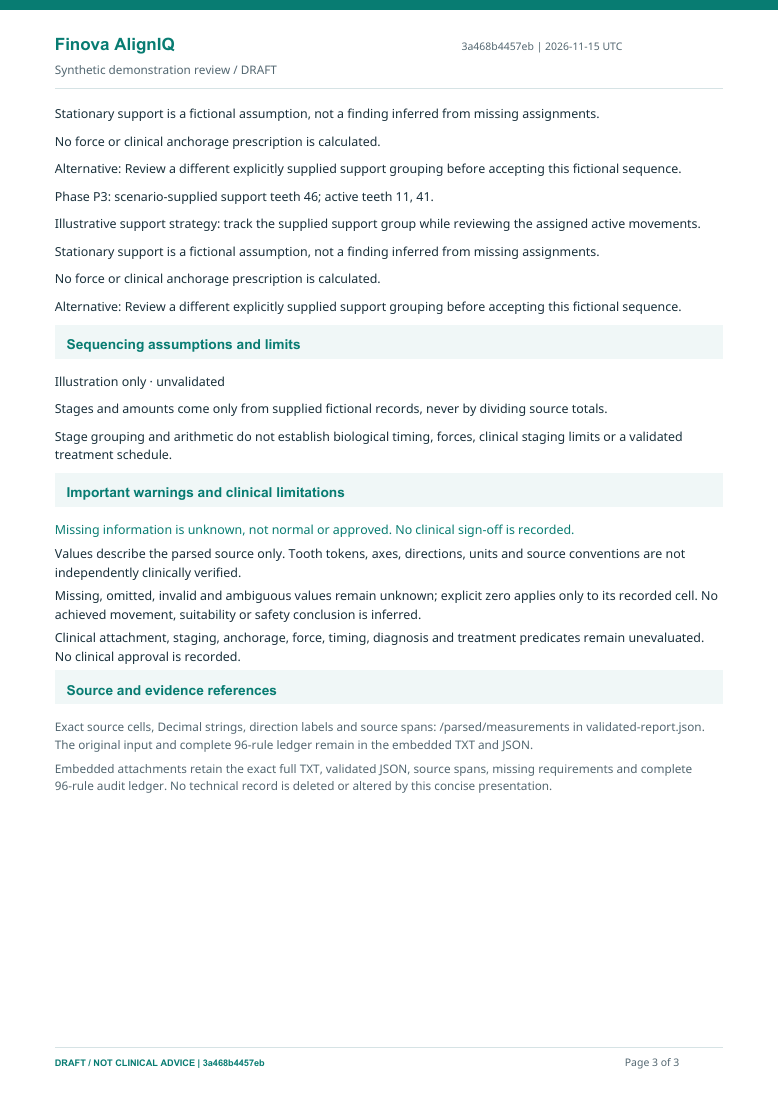 Finova AlignIQ
3a468b4457eb | 2026-11-15 UTC
Synthetic demonstration review / DRAFT
Stationary support is a fictional assumption, not a finding inferred from missing assignments.
No force or clinical anchorage prescription is calculated.
Alternative: Review a different explicitly supplied support grouping before accepting this fictional sequence.
Phase P3: scenario-supplied support teeth 46; active teeth 11, 41.
Illustrative support strategy: track the supplied support group while reviewing the assigned active movements.
Stationary support is a fictional assumption, not a finding inferred from missing assignments.
No force or clinical anchorage prescription is calculated.
Alternative: Review a different explicitly supplied support grouping before accepting this fictional sequence.
Sequencing assumptions and limits
Illustration only · unvalidated
Stages and amounts come only from supplied fictional records, never by dividing source totals.
Stage grouping and arithmetic do not establish biological timing, forces, clinical staging limits or a validated
treatment schedule.
Important warnings and clinical limitations
Missing information is unknown, not normal or approved. No clinical sign-off is recorded.
Values describe the parsed source only. Tooth tokens, axes, directions, units and source conventions are not
independently clinically verified.
Missing, omitted, invalid and ambiguous values remain unknown; explicit zero applies only to its recorded cell. No
achieved movement, suitability or safety conclusion is inferred.
Clinical attachment, staging, anchorage, force, timing, diagnosis and treatment predicates remain unevaluated.
No clinical approval is recorded.
Source and evidence references
Exact source cells, Decimal strings, direction labels and source spans: /parsed/measurements in validated-report.json.
The original input and complete 96-rule ledger remain in the embedded TXT and JSON.
Embedded attachments retain the exact full TXT, validated JSON, source spans, missing requirements and complete
96-rule audit ledger. No technical record is deleted or altered by this concise presentation.
DRAFT / NOT CLINICAL ADVICE | 3a468b4457eb
Page 3 of 3